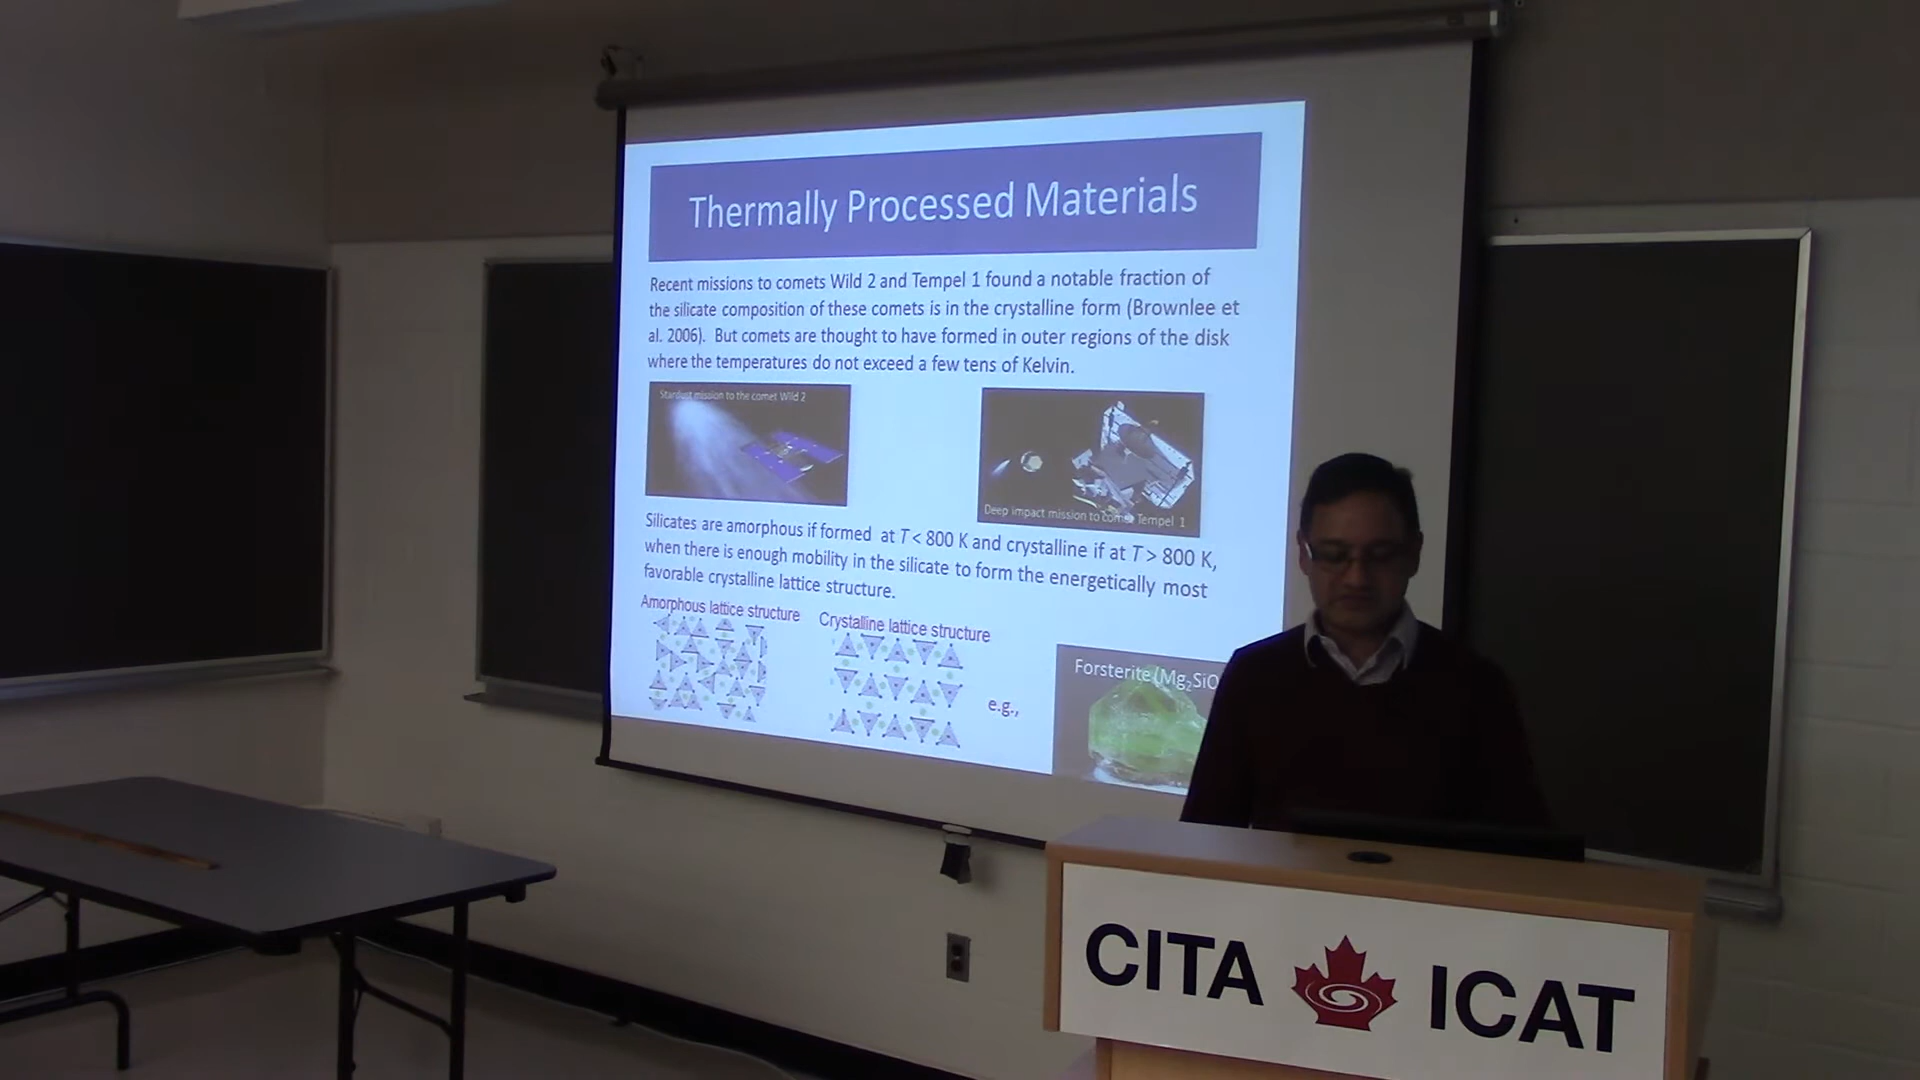 Thermally Processed Materials
Recent missions to comets Wild 2 and Tempel 1 found a notable fraction of
the silicate composition of these comets is in the crystalline form (Brownlee et
al. 2006). But comets are thought to have formed in outer regions of the disk
where the temperatures do not exceed a few tens of Kelvin.
Stardust mission to the comet Wild 2
Deep impact mission to comet Tempel 1
Silicates are amorphous if formed at T < 800 K and crystalline if at T > 800 K,
when there is enough mobility in the silicate to form the energetically most
favorable crystalline lattice structure.
Amorphous lattice structure
Crystalline lattice structure
e.g.,
Forsterite (Mg₂SiO
CITA ICAT